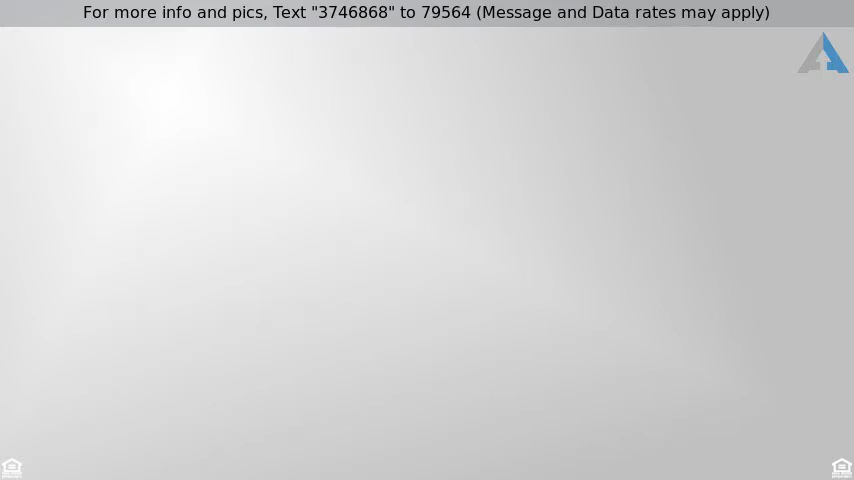 For more info and pics, Text "3746868" to 79564 (Message and Data rates may apply)